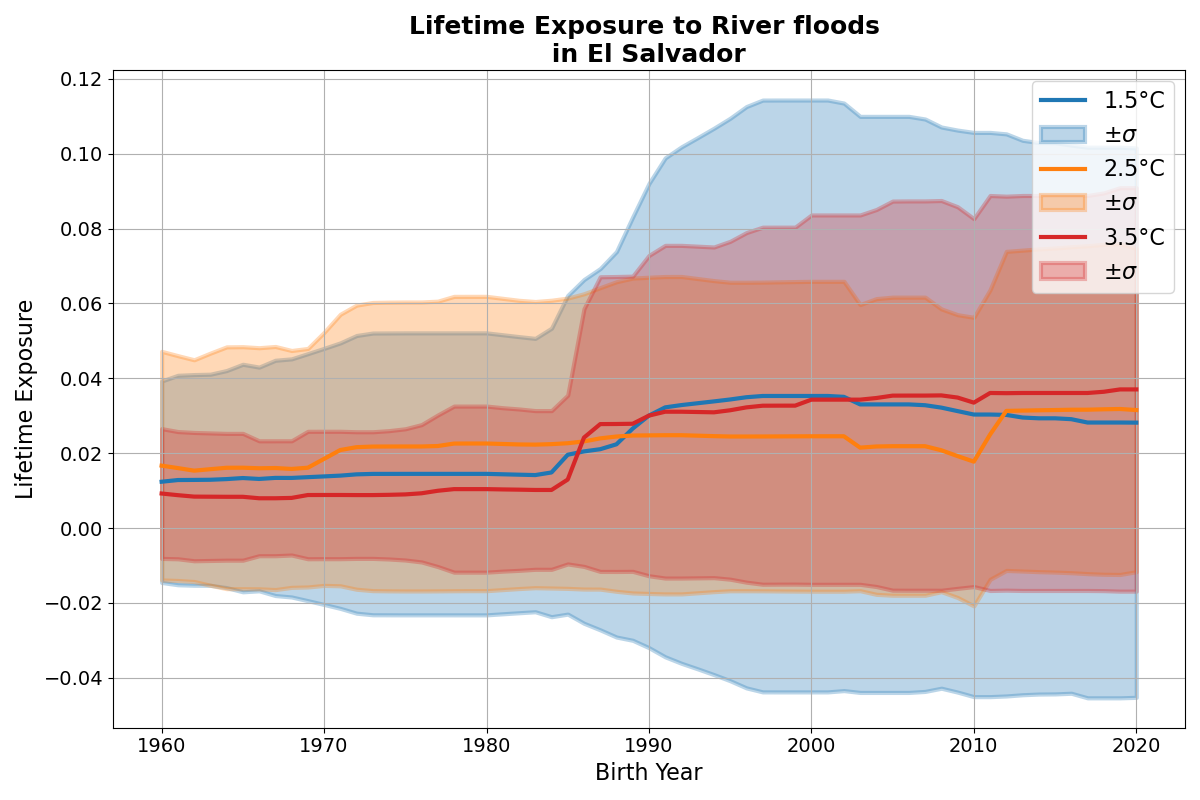 Lifetime Exposure to River floods
in El Salvador
Lifetime Exposure
0.12
0.10
0.08
0.06
0.04
0.02
0.00
−0.02
−0.04
1960
1970
1980
1990
2000
2010
2020
Birth Year
1.5°C
±σ
2.5°C
±σ
3.5°C
±σ